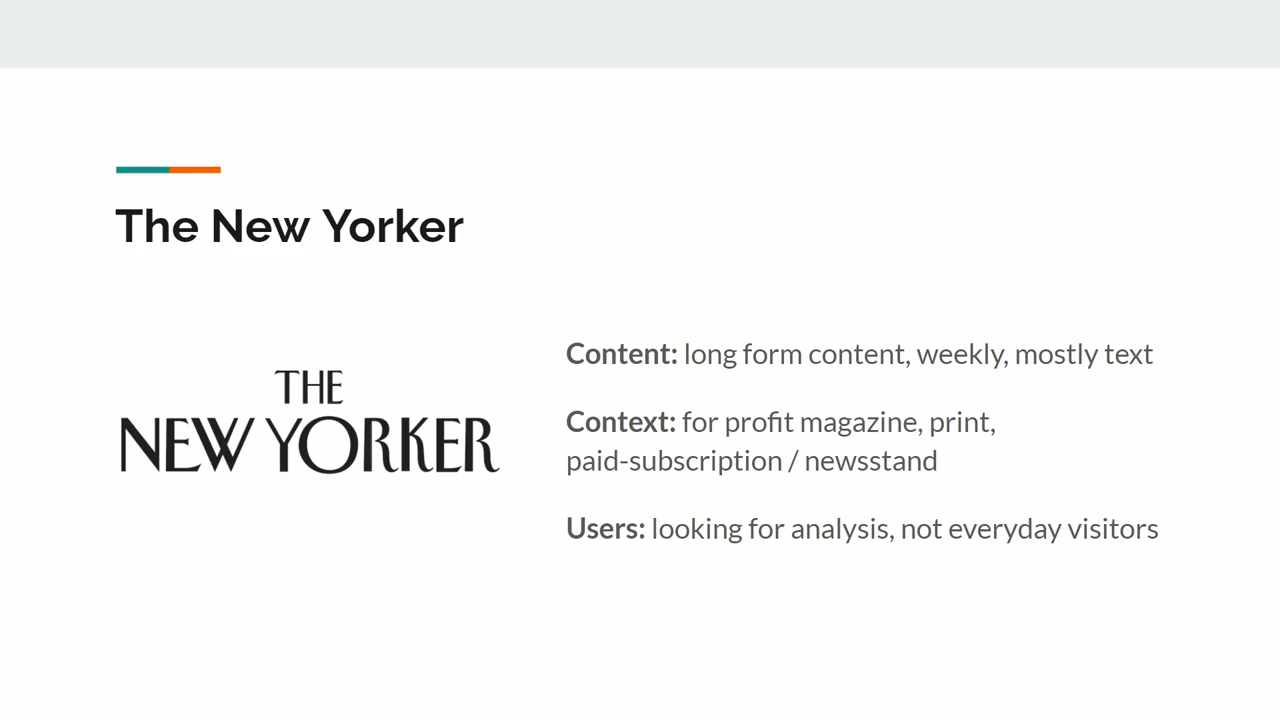 The New Yorker
THE
NEW YORKER
Content: long form content, weekly, mostly text
Context: for profit magazine, print,
paid-subscription / newsstand
Users: looking for analysis, not everyday visitors